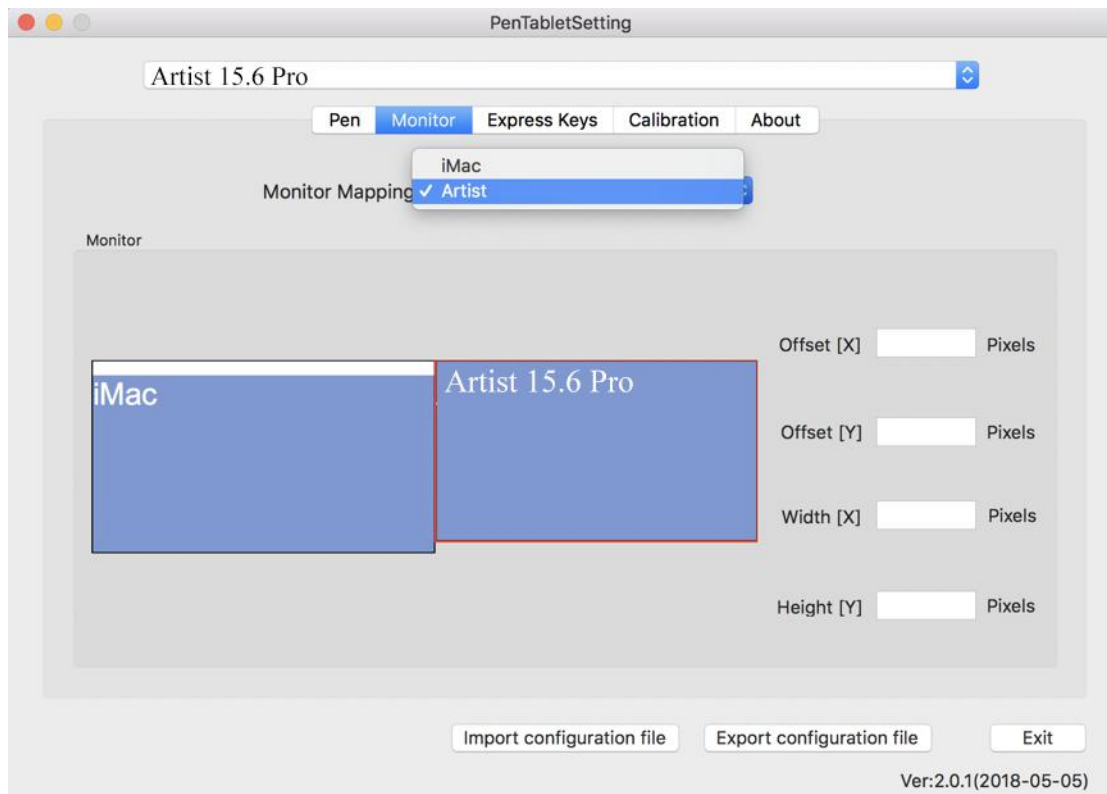 PenTabletSetting
Artist 15.6 Pro
Pen Monitor Express Keys Calibration About
iMac
Monitor Mapping ✓ Artist
Monitor
Offset [X] Pixels
iMac
Artist 15.6 Pro
Offset [Y] Pixels
Width [X] Pixels
Height [Y] Pixels
Import configuration file Export configuration file Exit
Ver:2.0.1(2018-05-05)